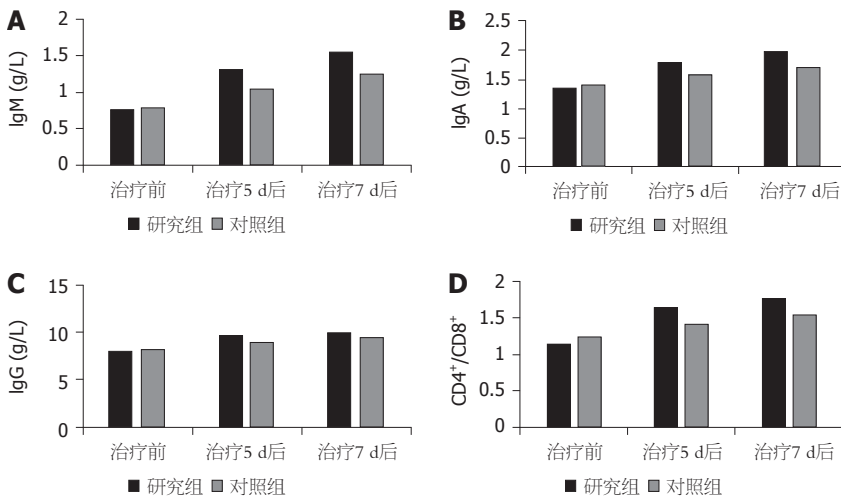 A
IgM (g/L)
2
1.5
1
0.5
0
治疗前 治疗5 d后 治疗7 d后
研究组 对照组
B
IgA (g/L)
2.5
2
1.5
1
0.5
0
治疗前 治疗5 d后 治疗7 d后
研究组 对照组
C
IgG (g/L)
15
10
5
0
治疗前 治疗5 d后 治疗7 d后
研究组 对照组
D
CD4⁺/CD8⁺
2
1.5
1
0.5
0
治疗前 治疗5 d后 治疗7 d后
研究组 对照组